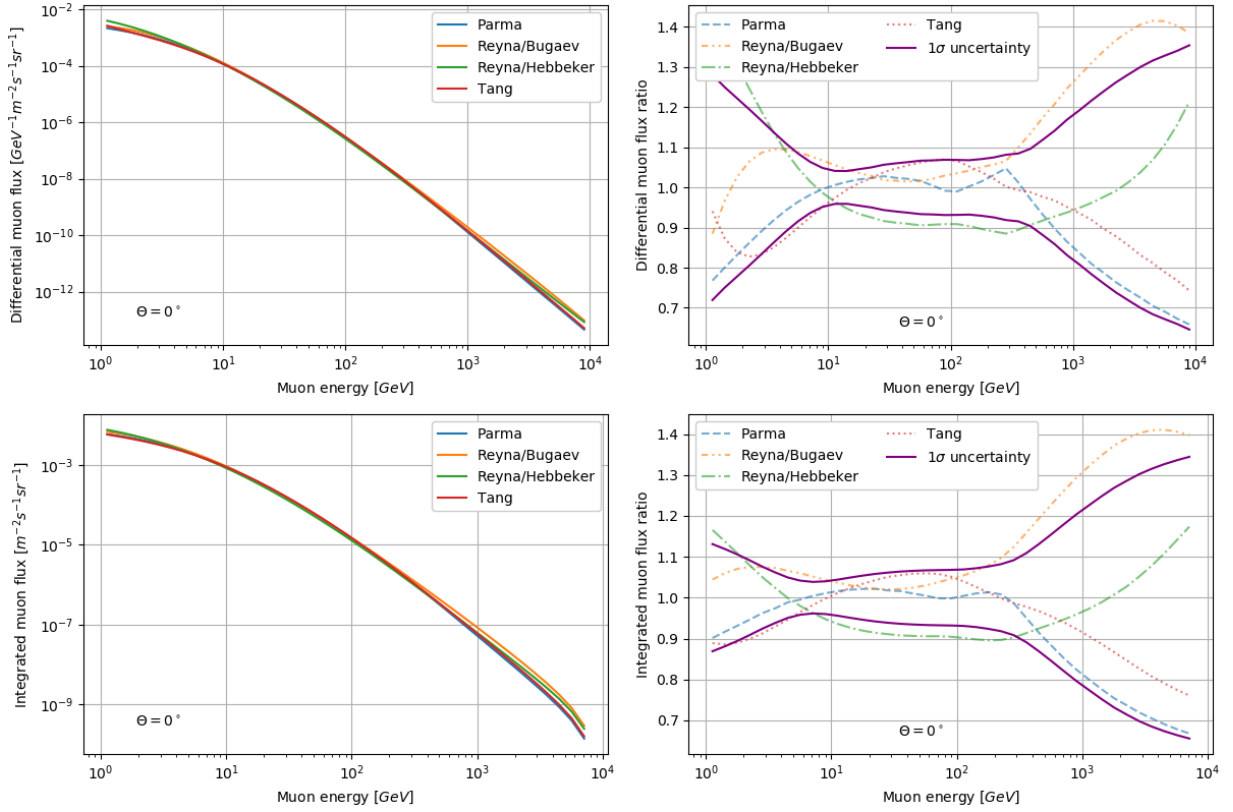 Differential muon flux [GeV⁻¹m⁻²s⁻¹sr⁻¹]
10⁻²
10⁻⁴
10⁻⁶
10⁻⁸
10⁻¹⁰
10⁻¹²
Parma
Reyna/Bugaev
Reyna/Hebbeker
Tang
Θ = 0°
10⁰ 10¹ 10² 10³ 10⁴
Muon energy [GeV]
Differential muon flux ratio
1.4
1.3
1.2
1.1
1.0
0.9
0.8
0.7
Parma
Reyna/Bugaev
Reyna/Hebbeker
Tang
1σ uncertainty
Θ = 0°
10⁰ 10¹ 10² 10³ 10⁴
Muon energy [GeV]
Integrated muon flux [m⁻²s⁻¹sr⁻¹]
10⁻³
10⁻⁵
10⁻⁷
10⁻⁹
Parma
Reyna/Bugaev
Reyna/Hebbeker
Tang
Θ = 0°
10⁰ 10¹ 10² 10³ 10⁴
Muon energy [GeV]
Integrated muon flux ratio
1.4
1.3
1.2
1.1
1.0
0.9
0.8
0.7
Parma
Reyna/Bugaev
Reyna/Hebbeker
Tang
1σ uncertainty
Θ = 0°
10⁰ 10¹ 10² 10³ 10⁴
Muon energy [GeV]